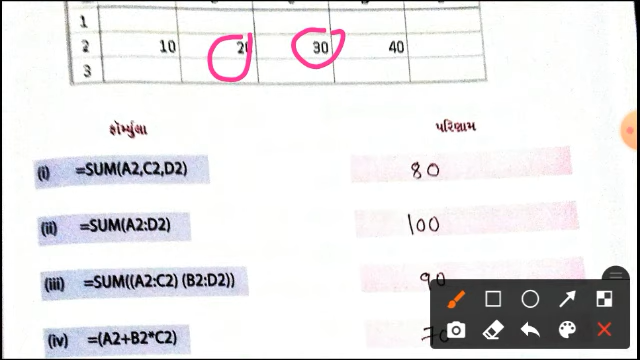 1
2 10 20 30 40
3
ફોર્મ્યુલા પરિણામ
(i) =SUM(A2,C2,D2) 80
(ii) =SUM(A2:D2) 100
(iii) =SUM((A2:C2) (B2:D2)) 90
(iv) =(A2+B2*C2)